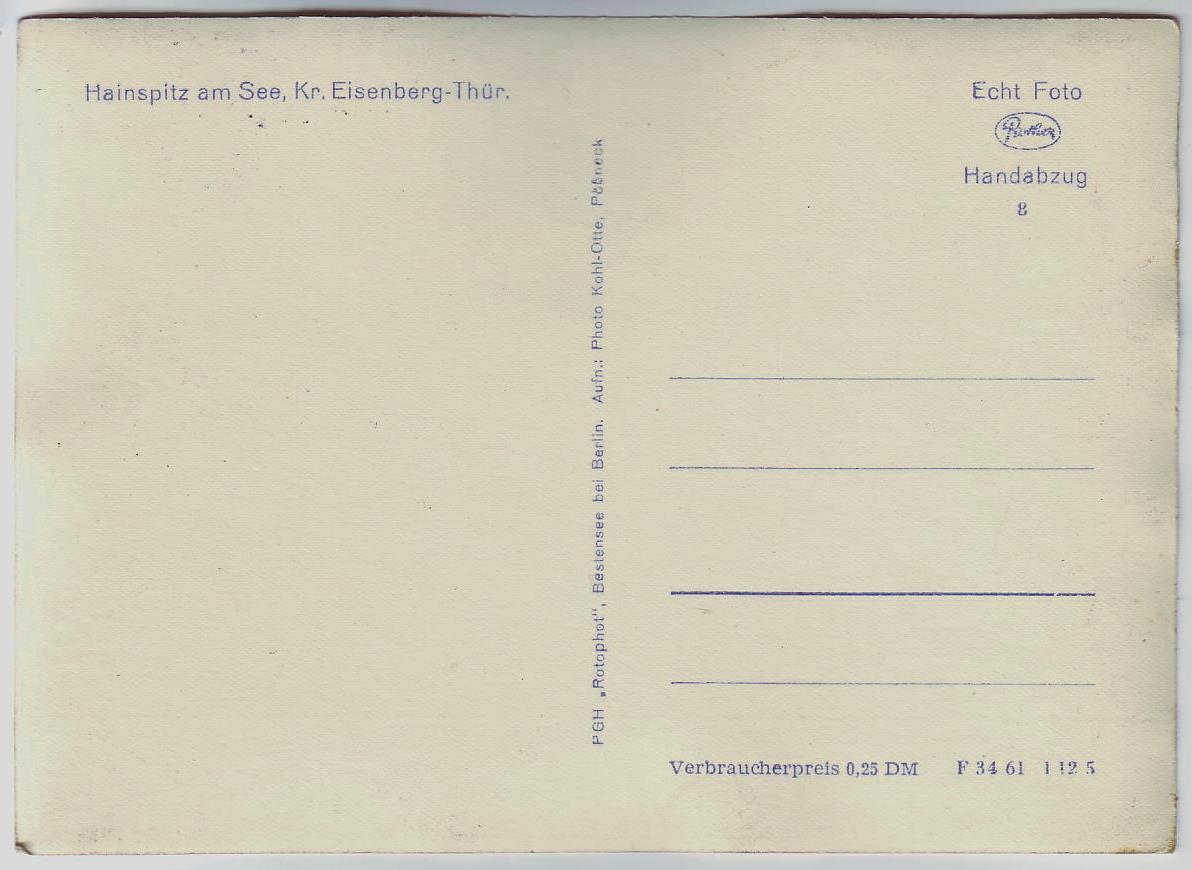 Hainspitz am See, Kr. Eisenberg-Thür.
PGH „Rotophot“, Bestensee bei Berlin. Aufn.: Photo Kohl-Otte, Pößneck
Echt Foto
Handabzug
8
Verbraucherpreis 0,25 DM F 34 61 1 12 5